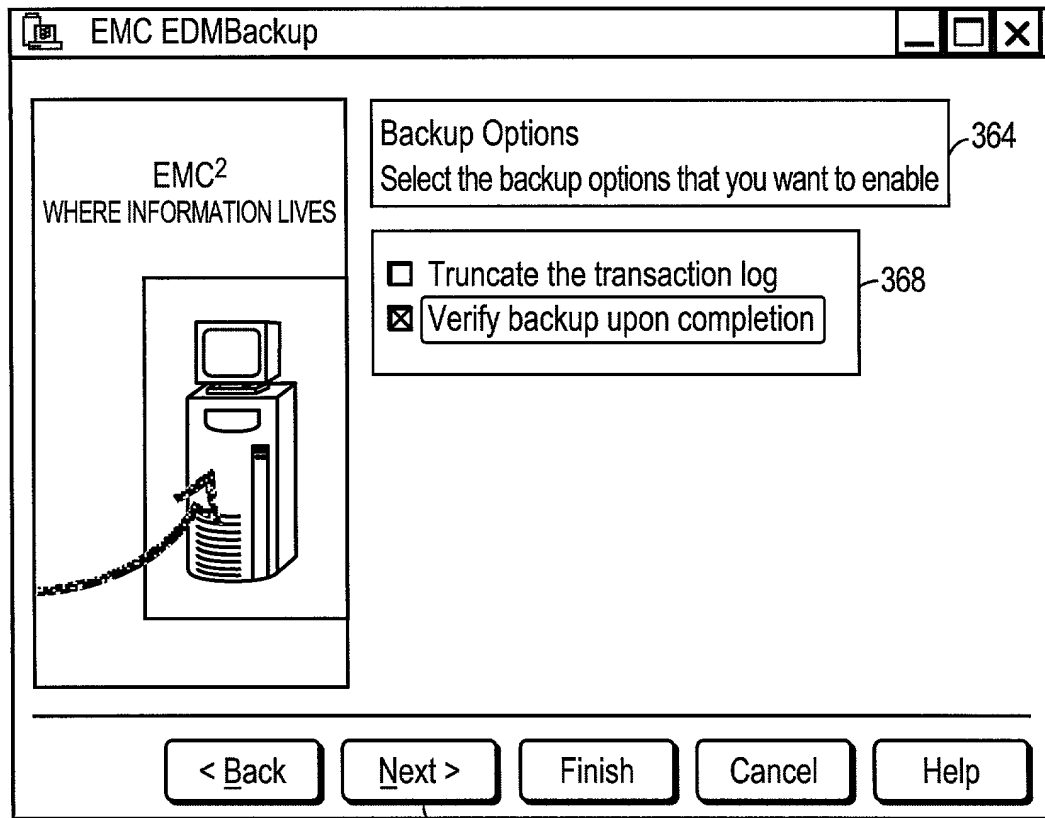 EMC EDMBackup
EMC²
WHERE INFORMATION LIVES
Backup Options
Select the backup options that you want to enable
364
Truncate the transaction log
Verify backup upon completion
368
< Back
Next >
Finish
Cancel
Help